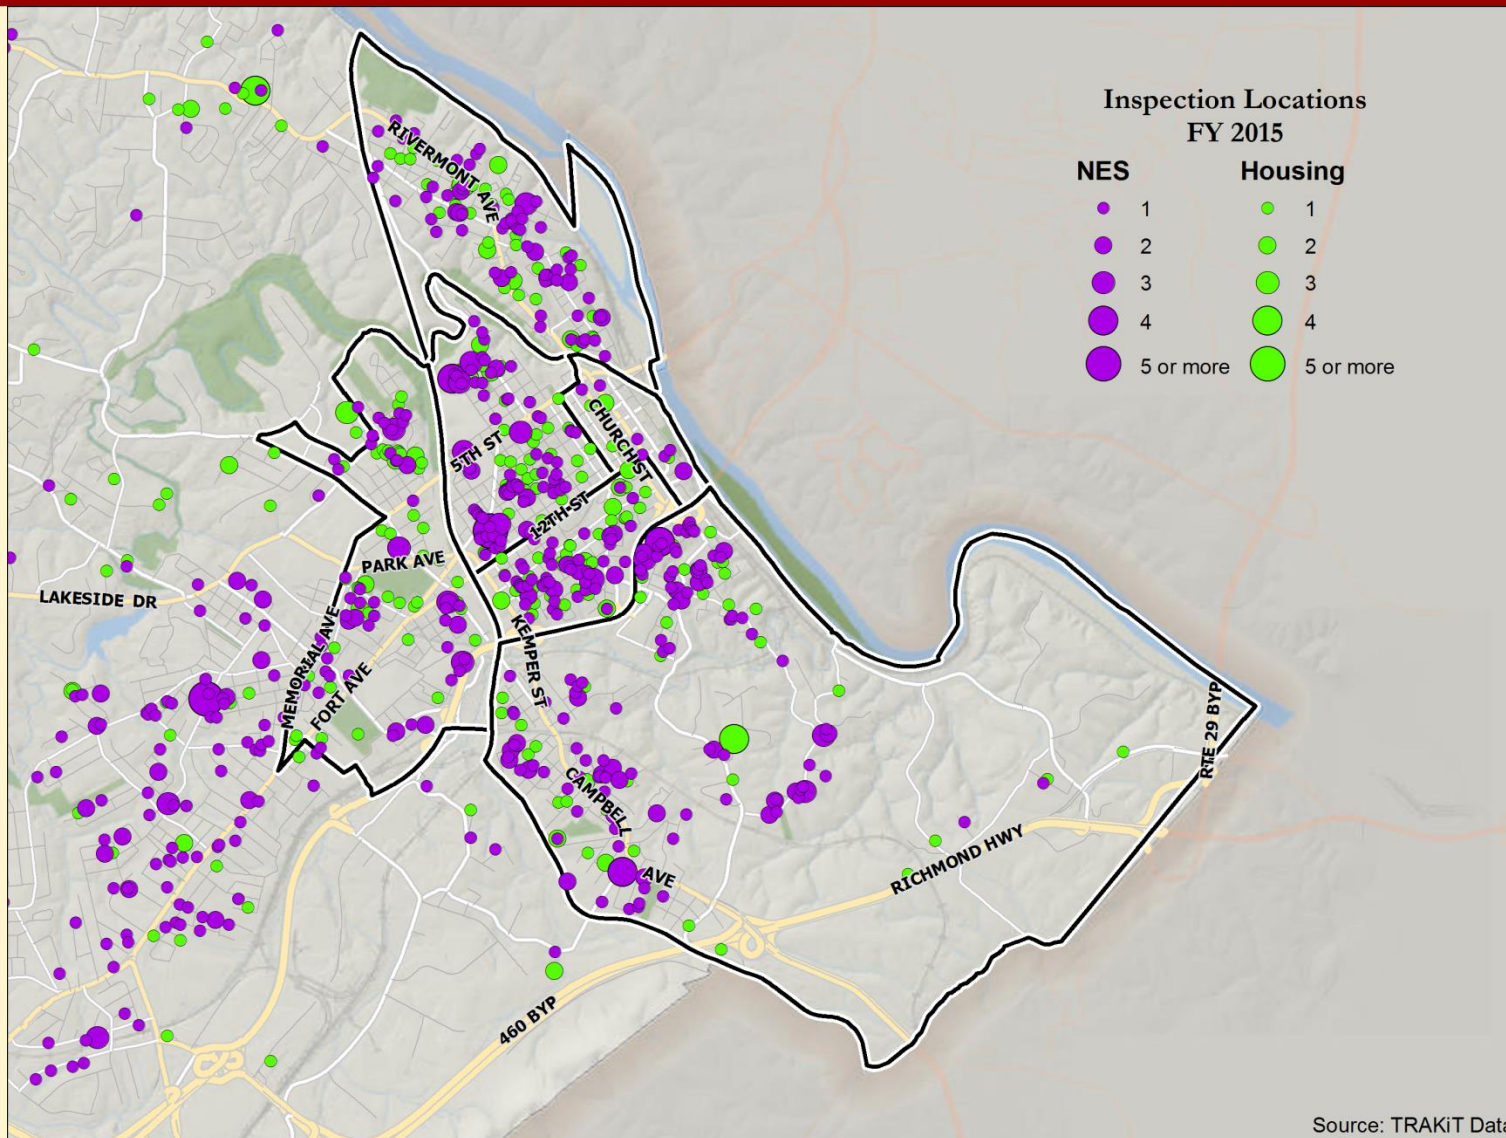 Inspection Locations
FY 2015
NES Housing
1 1
2 2
3 3
4 4
5 or more 5 or more
RIVERMONT AVE
5TH ST
CHURCH ST
12TH ST
PARK AVE
LAKESIDE DR
MEMORIAL AVE
FORT AVE
KEMPER ST
CAMPBELL AVE
RTE 29 BYP
RICHMOND HWY
460 BYP
Source: TRAKiT Data